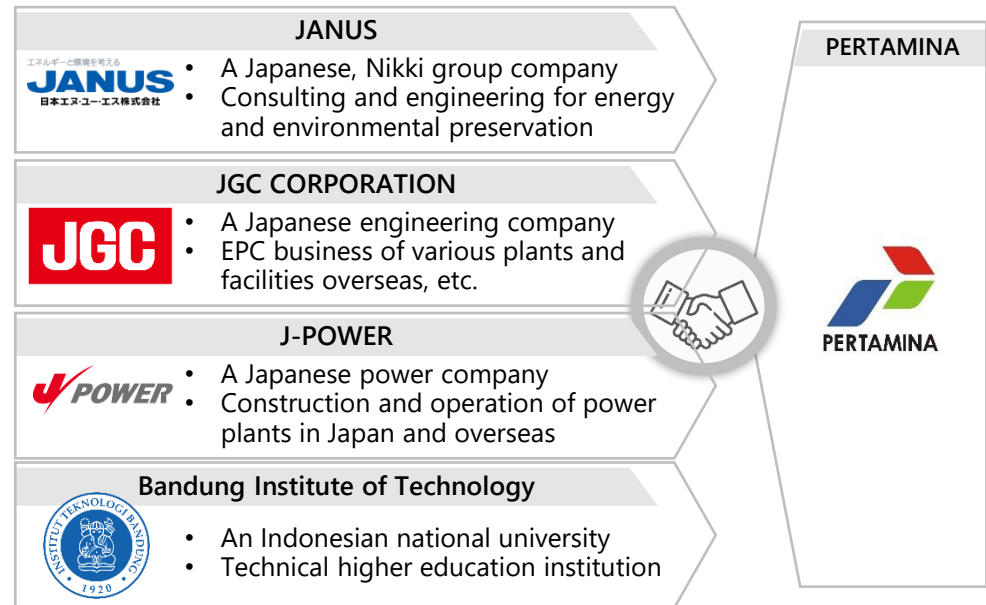 JANUS
エネルギーと環境を考える
JANUS
日本エヌ・ユー・エス株式会社
• A Japanese, Nikki group company
• Consulting and engineering for energy
and environmental preservation
JGC CORPORATION
JGC
• A Japanese engineering company
• EPC business of various plants and
facilities overseas, etc.
J-POWER
J POWER
• A Japanese power company
• Construction and operation of power
plants in Japan and overseas
Bandung Institute of Technology
INSTITUT TEKNOLOGI BANDUNG
1920
• An Indonesian national university
• Technical higher education institution
PERTAMINA
PERTAMINA